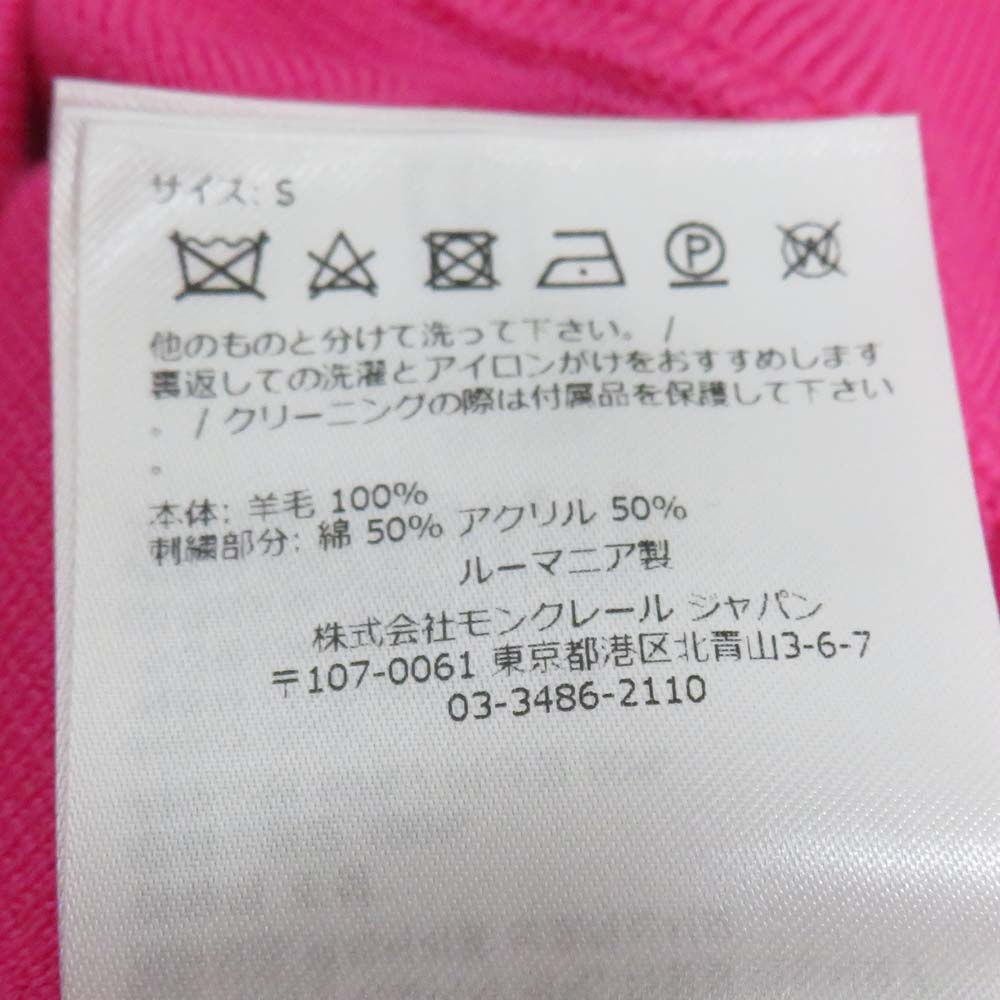 サイズ: S
P
W
他のものと分けて洗って下さい。 /
裏返しての洗濯とアイロンがけをおすすめします
。 / クリーニングの際は付属品を保護して下さい
。
本体: 羊毛 100%
刺繍部分: 綿 50% アクリル 50%
ルーマニア製
株式会社モンクレール ジャパン
〒107-0061 東京都港区北青山3-6-7
03-3486-2110